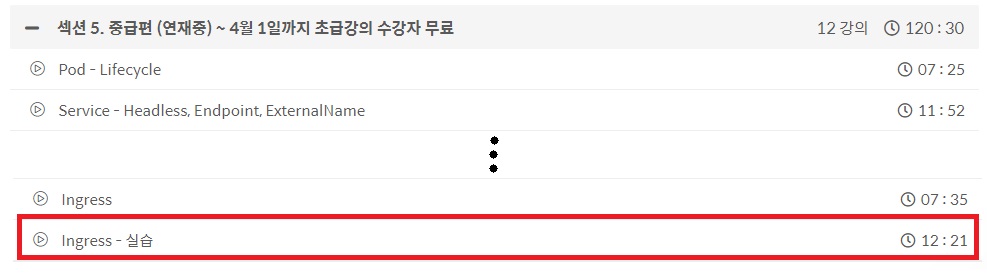 섹션 5. 중급편 (연재중) ~ 4월 1일까지 초급강의 수강자 무료 12 강의 120 : 30
Pod - Lifecycle 07 : 25
Service - Headless, Endpoint, ExternalName 11 : 52
Ingress 07 : 35
Ingress - 실습 12 : 21